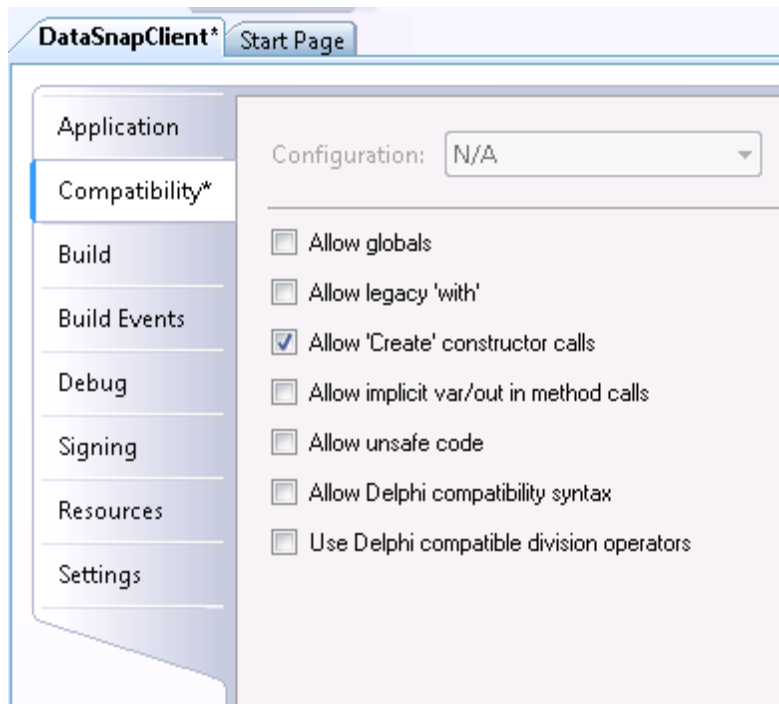 DataSnapClient*
Start Page
Application
Compatibility*
Build
Build Events
Debug
Signing
Resources
Settings
Configuration: N/A
Allow globals
Allow legacy 'with'
Allow 'Create' constructor calls
Allow implicit var/out in method calls
Allow unsafe code
Allow Delphi compatibility syntax
Use Delphi compatible division operators